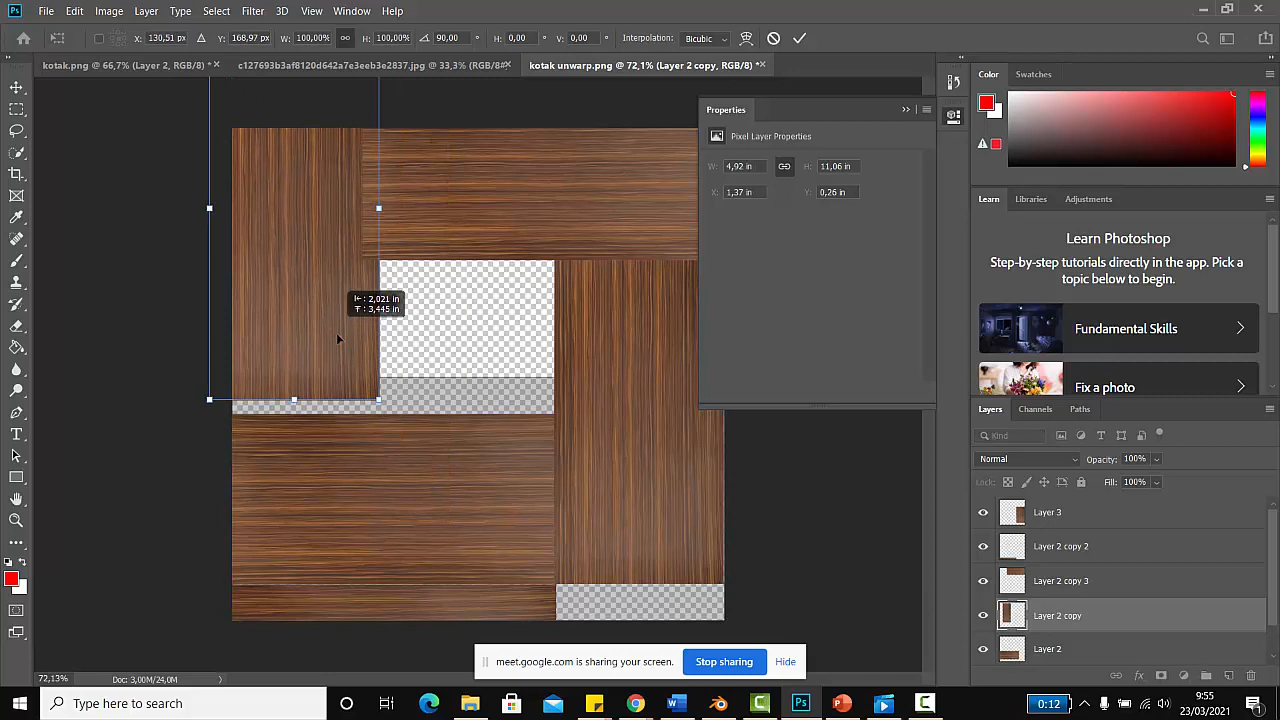 Ps File Edit Image Layer Type Select Filter 3D View Window Help
X: 130,51 px Y: 168,97 px W: 100,00% H: 100,00% 90,00 ° H: 0,00 ° V: 0,00 ° Interpolation: Bicubic
kotak.png @ 66,7% (Layer 2, RGB/8) * × c127693b3af8120d642a7e3eeb3e2837.jpg @ 33,3% (RGB/8# × kotak unwarp.png @ 72,1% (Layer 2 copy, RGB/8) * ×
Color Swatches
Properties
Pixel Layer Properties
W: 4,92 in H: 11,06 in
X: 1,37 in Y: 0,26 in
Learn Libraries Adjustments
Learn Photoshop
Step-by-step tutorials directly in the app. Pick
a topic below to begin.
Fundamental Skills
Fix a photo
: 2,021 in
: 3,445 in
Layers Channels Paths
Kind
Normal Opacity: 100%
Lock: Fill: 100%
Layer 3
Layer 2 copy 2
Layer 2 copy 3
Layer 2 copy
Layer 2
meet.google.com is sharing your screen. Stop sharing Hide
72,13% Doc: 3,00M/24,0M
Type here to search
0:12
9:55
23/03/2021
1